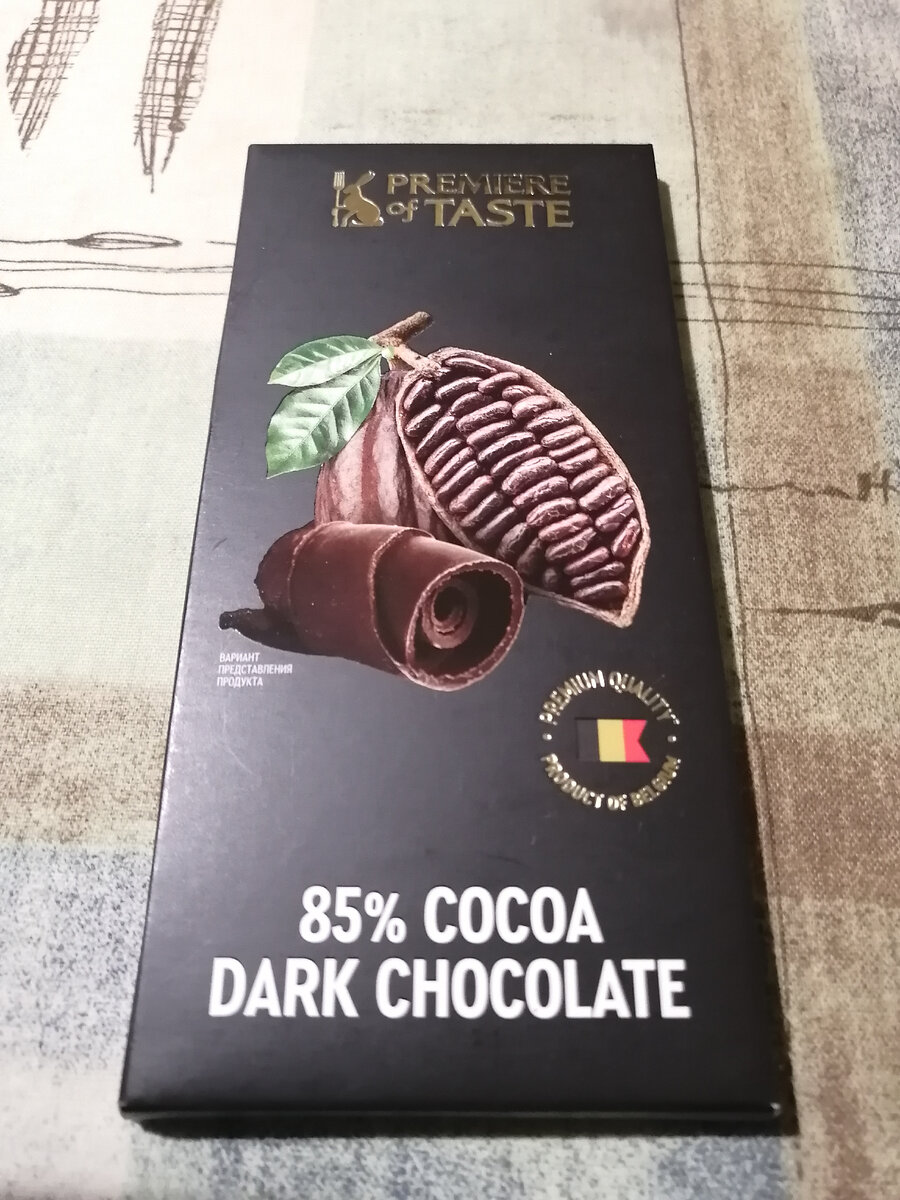 PREMIERE
of TASTE
ВАРИАНТ
ПРЕДСТАВЛЕНИЯ
ПРОДУКТА
PREMIUM QUALITY
PRODUCT OF BELGIUM
85% COCOA
DARK CHOCOLATE